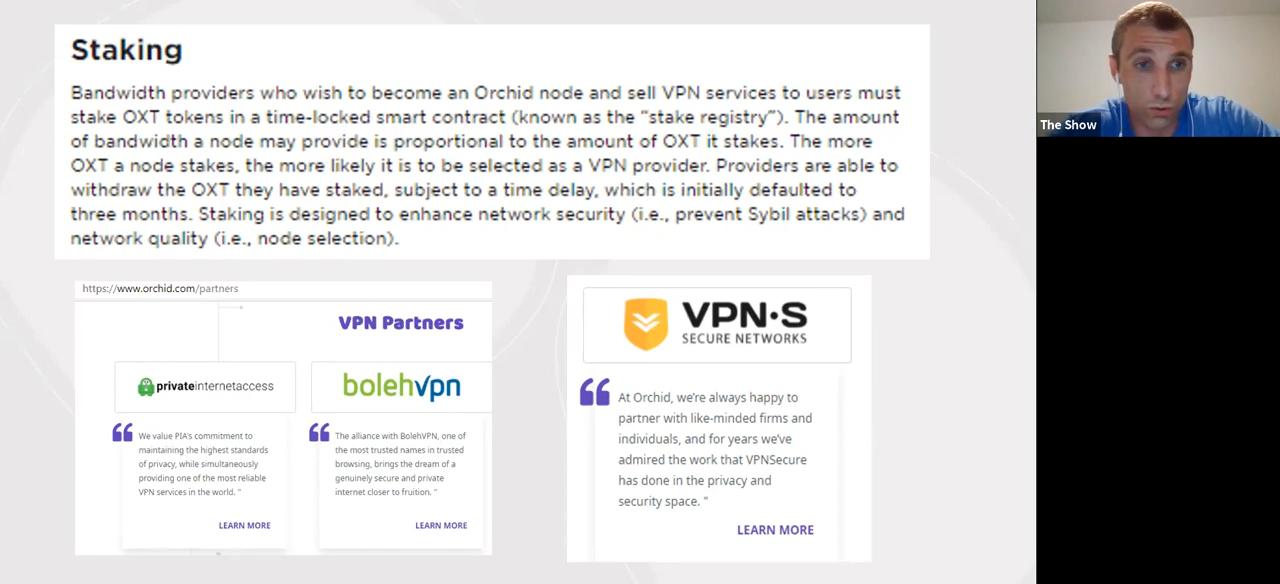 Staking
Bandwidth providers who wish to become an Orchid node and sell VPN services to users must
stake OXT tokens in a time-locked smart contract (known as the “stake registry”). The amount
of bandwidth a node may provide is proportional to the amount of OXT it stakes. The more
OXT a node stakes, the more likely it is to be selected as a VPN provider. Providers are able to
withdraw the OXT they have staked, subject to a time delay, which is initially defaulted to
three months. Staking is designed to enhance network security (i.e., prevent Sybil attacks) and
network quality (i.e., node selection).
https://www.orchid.com/partners
VPN Partners
privateinternetaccess
“ We value PIA's commitment to
maintaining the highest standards
of privacy, while simultaneously
providing one of the most reliable
VPN services in the world. "
LEARN MORE
bolehvpn
“ The alliance with BolehVPN, one of
the most trusted names in trusted
browsing, brings the dream of a
genuinely secure and private
internet closer to fruition. "
LEARN MORE
VPN·S
SECURE NETWORKS
“ At Orchid, we're always happy to
partner with like-minded firms and
individuals, and for years we've
admired the work that VPNSecure
has done in the privacy and
security space. "
LEARN MORE
The Show